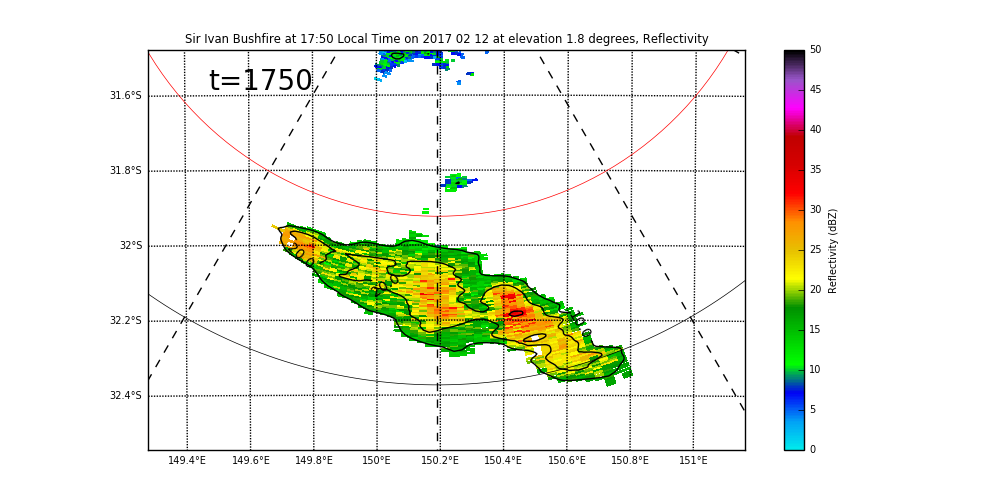 Sir Ivan Bushfire at 17:50 Local Time on 2017 02 12 at elevation 1.8 degrees, Reflectivity
t=1750
31.6°S
31.8°S
32°S
32.2°S
32.4°S
149.4°E 149.6°E 149.8°E 150°E 150.2°E 150.4°E 150.6°E 150.8°E 151°E
50
45
40
35
30
25
20
15
10
5
0
Reflectivity (dBZ)